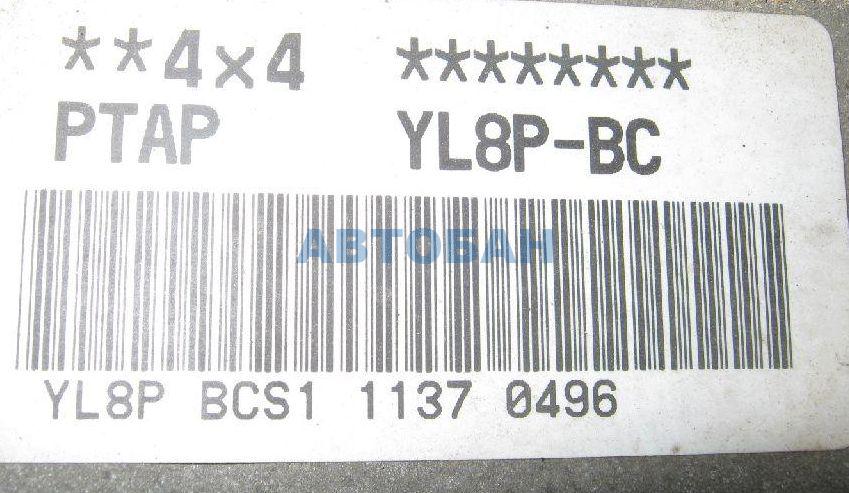 **4x4 ********
PTAP YL8P-BC
АВТОБАН
YL8P BCS1 1137 0496